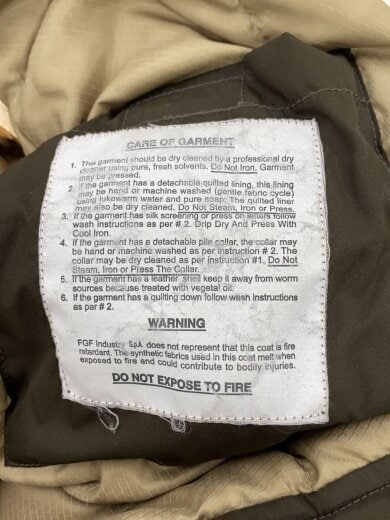 CARE OF GARMENT
1. This garment should be dry cleaned by a professional dry
cleaner using pure, fresh solvents. Do Not Iron. Garment
may be pressed.
2. If the garment has a detachable quilted lining, this lining
may be hand or machine washed (gentle fabric cycle)
using lukewarm water and pure soap. The quilted liner
may also be dry cleaned. Do Not Steam, Iron or Press.
3. If the garment has silk screening or press on letters follow
wash instructions as per # 2. Drip Dry And Press With
Cool Iron.
4. If the garment has a detachable pile collar, the collar may
be hand or machine washed as per instruction # 2. The
collar may be dry cleaned as per instruction #1. Do Not
Steam, Iron or Press The Collar.
5. If the garment has a leather shell keep it away from worm
sources because treated with vegetal oil.
6. If the garment has a quilting down follow wash instructions
as per # 2.
WARNING
FGF Industry S.p.A. does not represent that this coat is fire
retardant. The synthetic fabrics used in this coat melt when
exposed to fire and could contribute to bodily injuries.
DO NOT EXPOSE TO FIRE